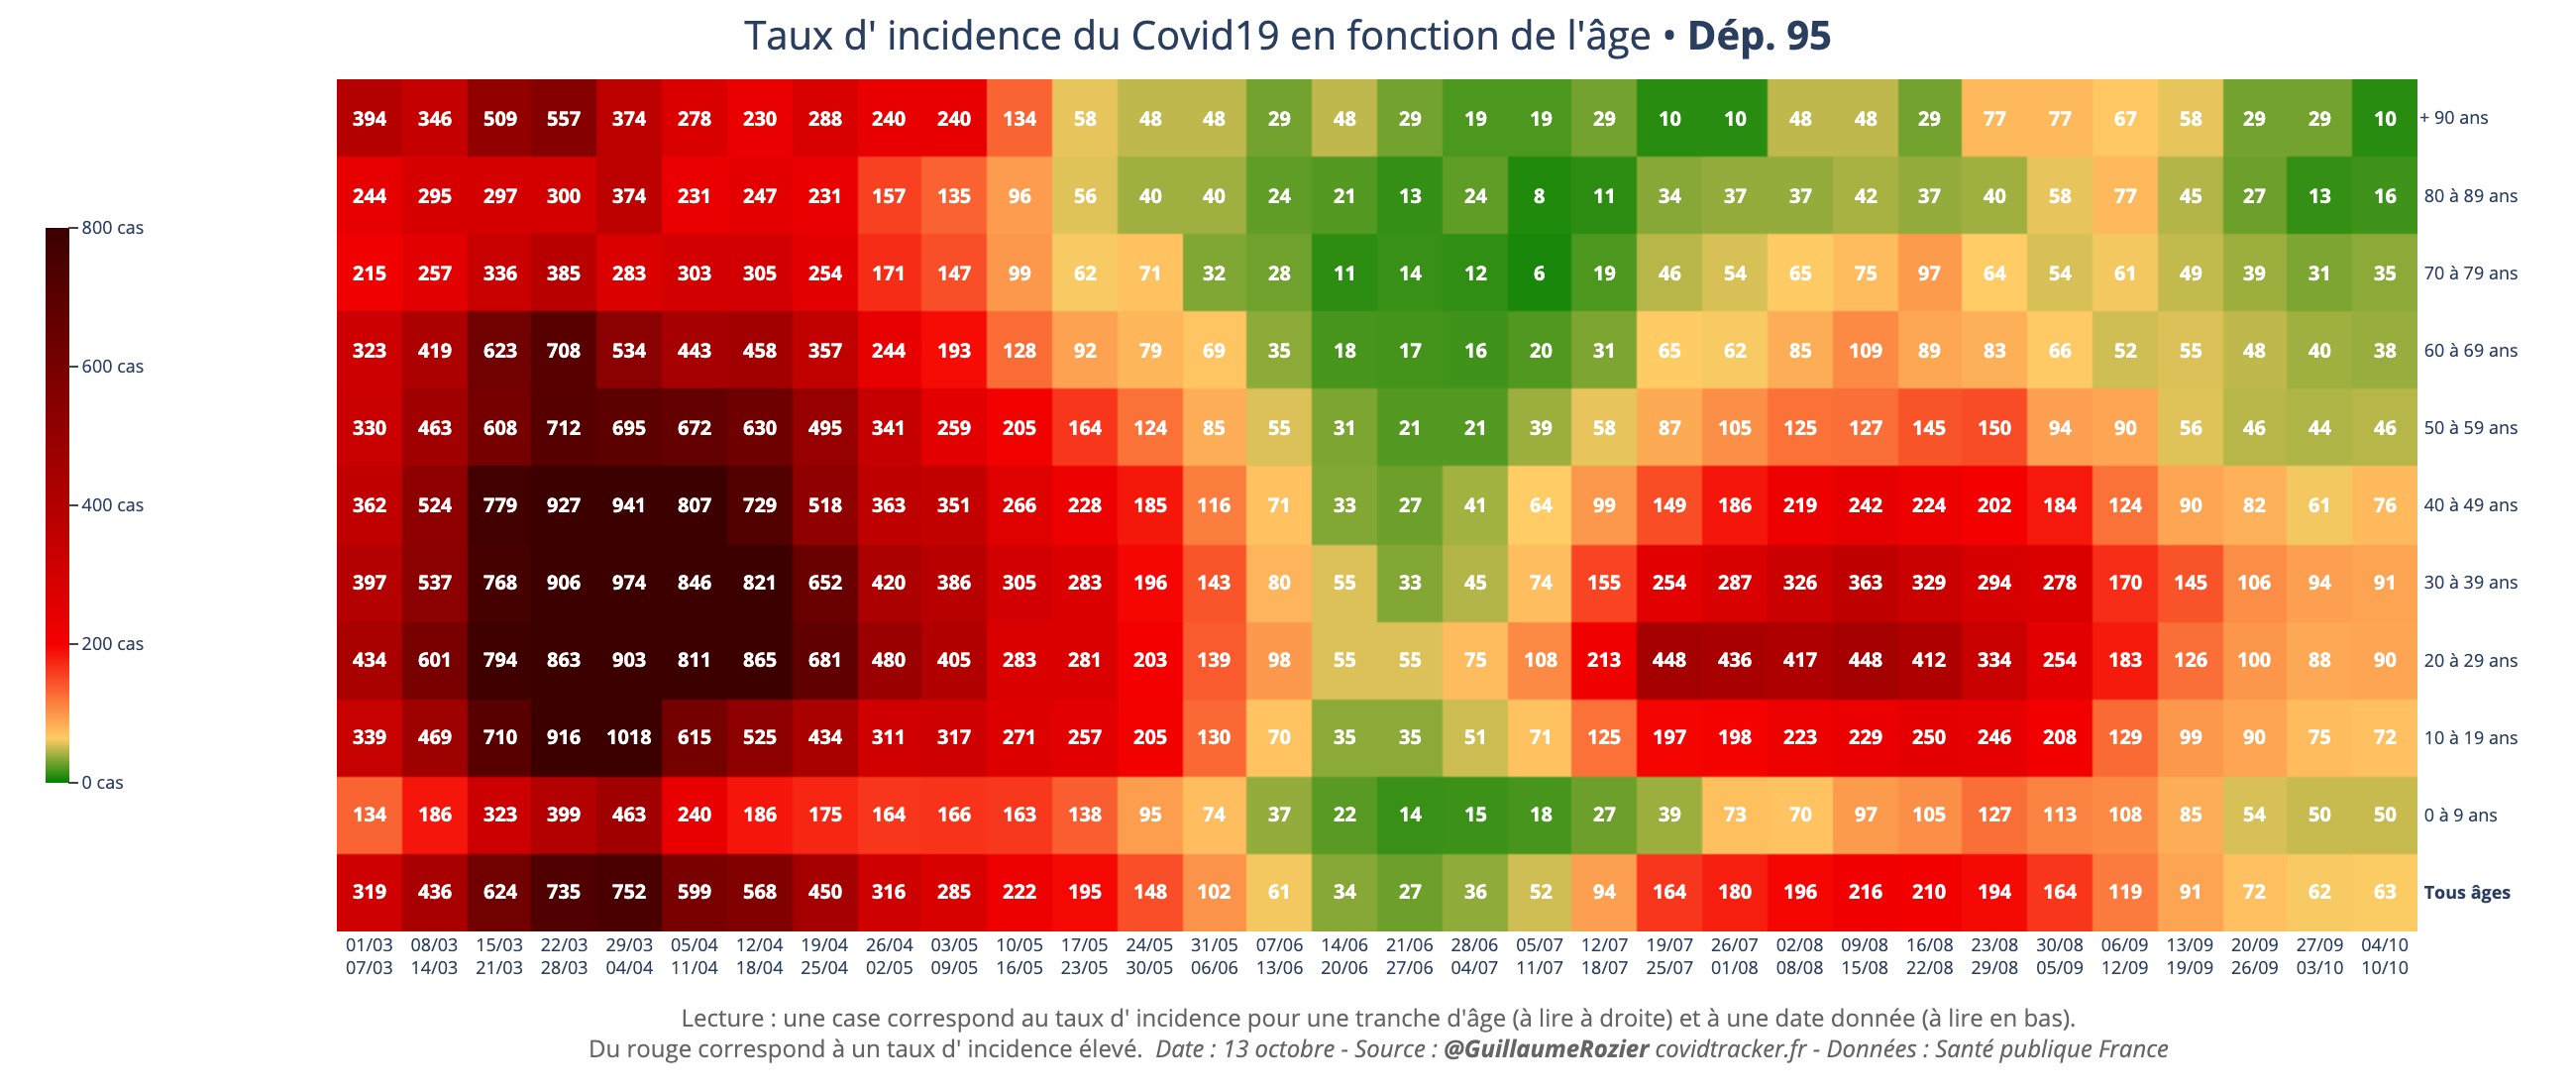 Taux d' incidence du Covid19 en fonction de l'âge • Dép. 95
394 346 509 557 374 278 230 288 240 240 134 58 48 48 29 48 29 19 19 29 10 10 48 48 29 77 77 67 58 29 29 10 + 90 ans
244 295 297 300 374 231 247 231 157 135 96 56 40 40 24 21 13 24 8 11 34 37 37 42 37 40 58 77 45 27 13 16 80 à 89 ans
800 cas
215 257 336 385 283 303 305 254 171 147 99 62 71 32 28 11 14 12 6 19 46 54 65 75 97 64 54 61 49 39 31 35 70 à 79 ans
323 419 623 708 534 443 458 357 244 193 128 92 79 69 35 18 17 16 20 31 65 62 85 109 89 83 66 52 55 48 40 38 60 à 69 ans
600 cas
330 463 608 712 695 672 630 495 341 259 205 164 124 85 55 31 21 21 39 58 87 105 125 127 145 150 94 90 56 46 44 46 50 à 59 ans
400 cas
362 524 779 927 941 807 729 518 363 351 266 228 185 116 71 33 27 41 64 99 149 186 219 242 224 202 184 124 90 82 61 76 40 à 49 ans
397 537 768 906 974 846 821 652 420 386 305 283 196 143 80 55 33 45 74 155 254 287 326 363 329 294 278 170 145 106 94 91 30 à 39 ans
200 cas
434 601 794 863 903 811 865 681 480 405 283 281 203 139 98 55 55 75 108 213 448 436 417 448 412 334 254 183 126 100 88 90 20 à 29 ans
339 469 710 916 1018 615 525 434 311 317 271 257 205 130 70 35 35 51 71 125 197 198 223 229 250 246 208 129 99 90 75 72 10 à 19 ans
0 cas
134 186 323 399 463 240 186 175 164 166 163 138 95 74 37 22 14 15 18 27 39 73 70 97 105 127 113 108 85 54 50 50 0 à 9 ans
319 436 624 735 752 599 568 450 316 285 222 195 148 102 61 34 27 36 52 94 164 180 196 216 210 194 164 119 91 72 62 63 Tous âges
01/03 08/03 15/03 22/03 29/03 05/04 12/04 19/04 26/04 03/05 10/05 17/05 24/05 31/05 07/06 14/06 21/06 28/06 05/07 12/07 19/07 26/07 02/08 09/08 16/08 23/08 30/08 06/09 13/09 20/09 27/09 04/10
07/03 14/03 21/03 28/03 04/04 11/04 18/04 25/04 02/05 09/05 16/05 23/05 30/05 06/06 13/06 20/06 27/06 04/07 11/07 18/07 25/07 01/08 08/08 15/08 22/08 29/08 05/09 12/09 19/09 26/09 03/10 10/10
Lecture : une case correspond au taux d' incidence pour une tranche d'âge (à lire à droite) et à une date donnée (à lire en bas).
Du rouge correspond à un taux d' incidence élevé. Date : 13 octobre - Source : @GuillaumeRozier covidtracker.fr - Données : Santé publique France